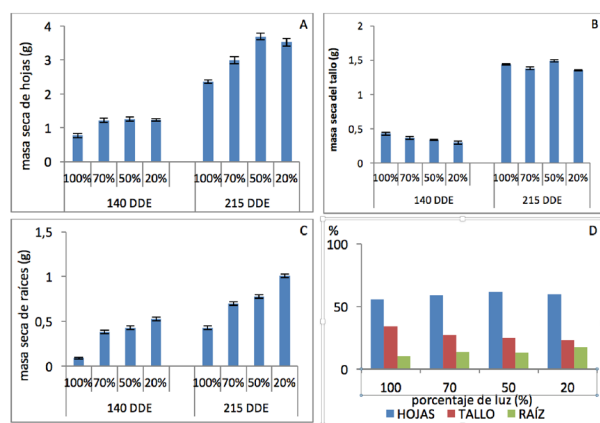 A
masa seca de hojas (g)
4
3
2
1
0
100% 70% 50% 20% 100% 70% 50% 20%
140 DDE 215 DDE
B
masa seca del tallo (g)
2
1,5
1
0,5
0
100% 70% 50% 20% 100% 70% 50% 20%
140 DDE 215 DDE
C
masa seca de raíces (g)
1,5
1
0,5
0
100% 70% 50% 20% 100% 70% 50% 20%
140 DDE 215 DDE
% D
100
50
0
100 70 50 20
porcentaje de luz (%)
HOJAS TALLO RAÍZ